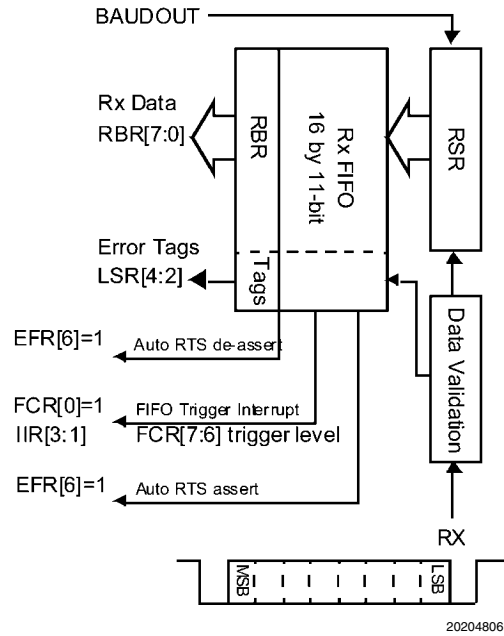 BAUDOUT
Rx Data
RBR[7:0]
RBR
Rx FIFO
16 by 11-bit
RSR
Error Tags
LSR[4:2]
Tags
Data Validation
EFR[6]=1
Auto RTS de-assert
FCR[0]=1
FIFO Trigger Interrupt
IIR[3:1]
FCR[7:6] trigger level
EFR[6]=1
Auto RTS assert
RX
MSB
LSB
20204806